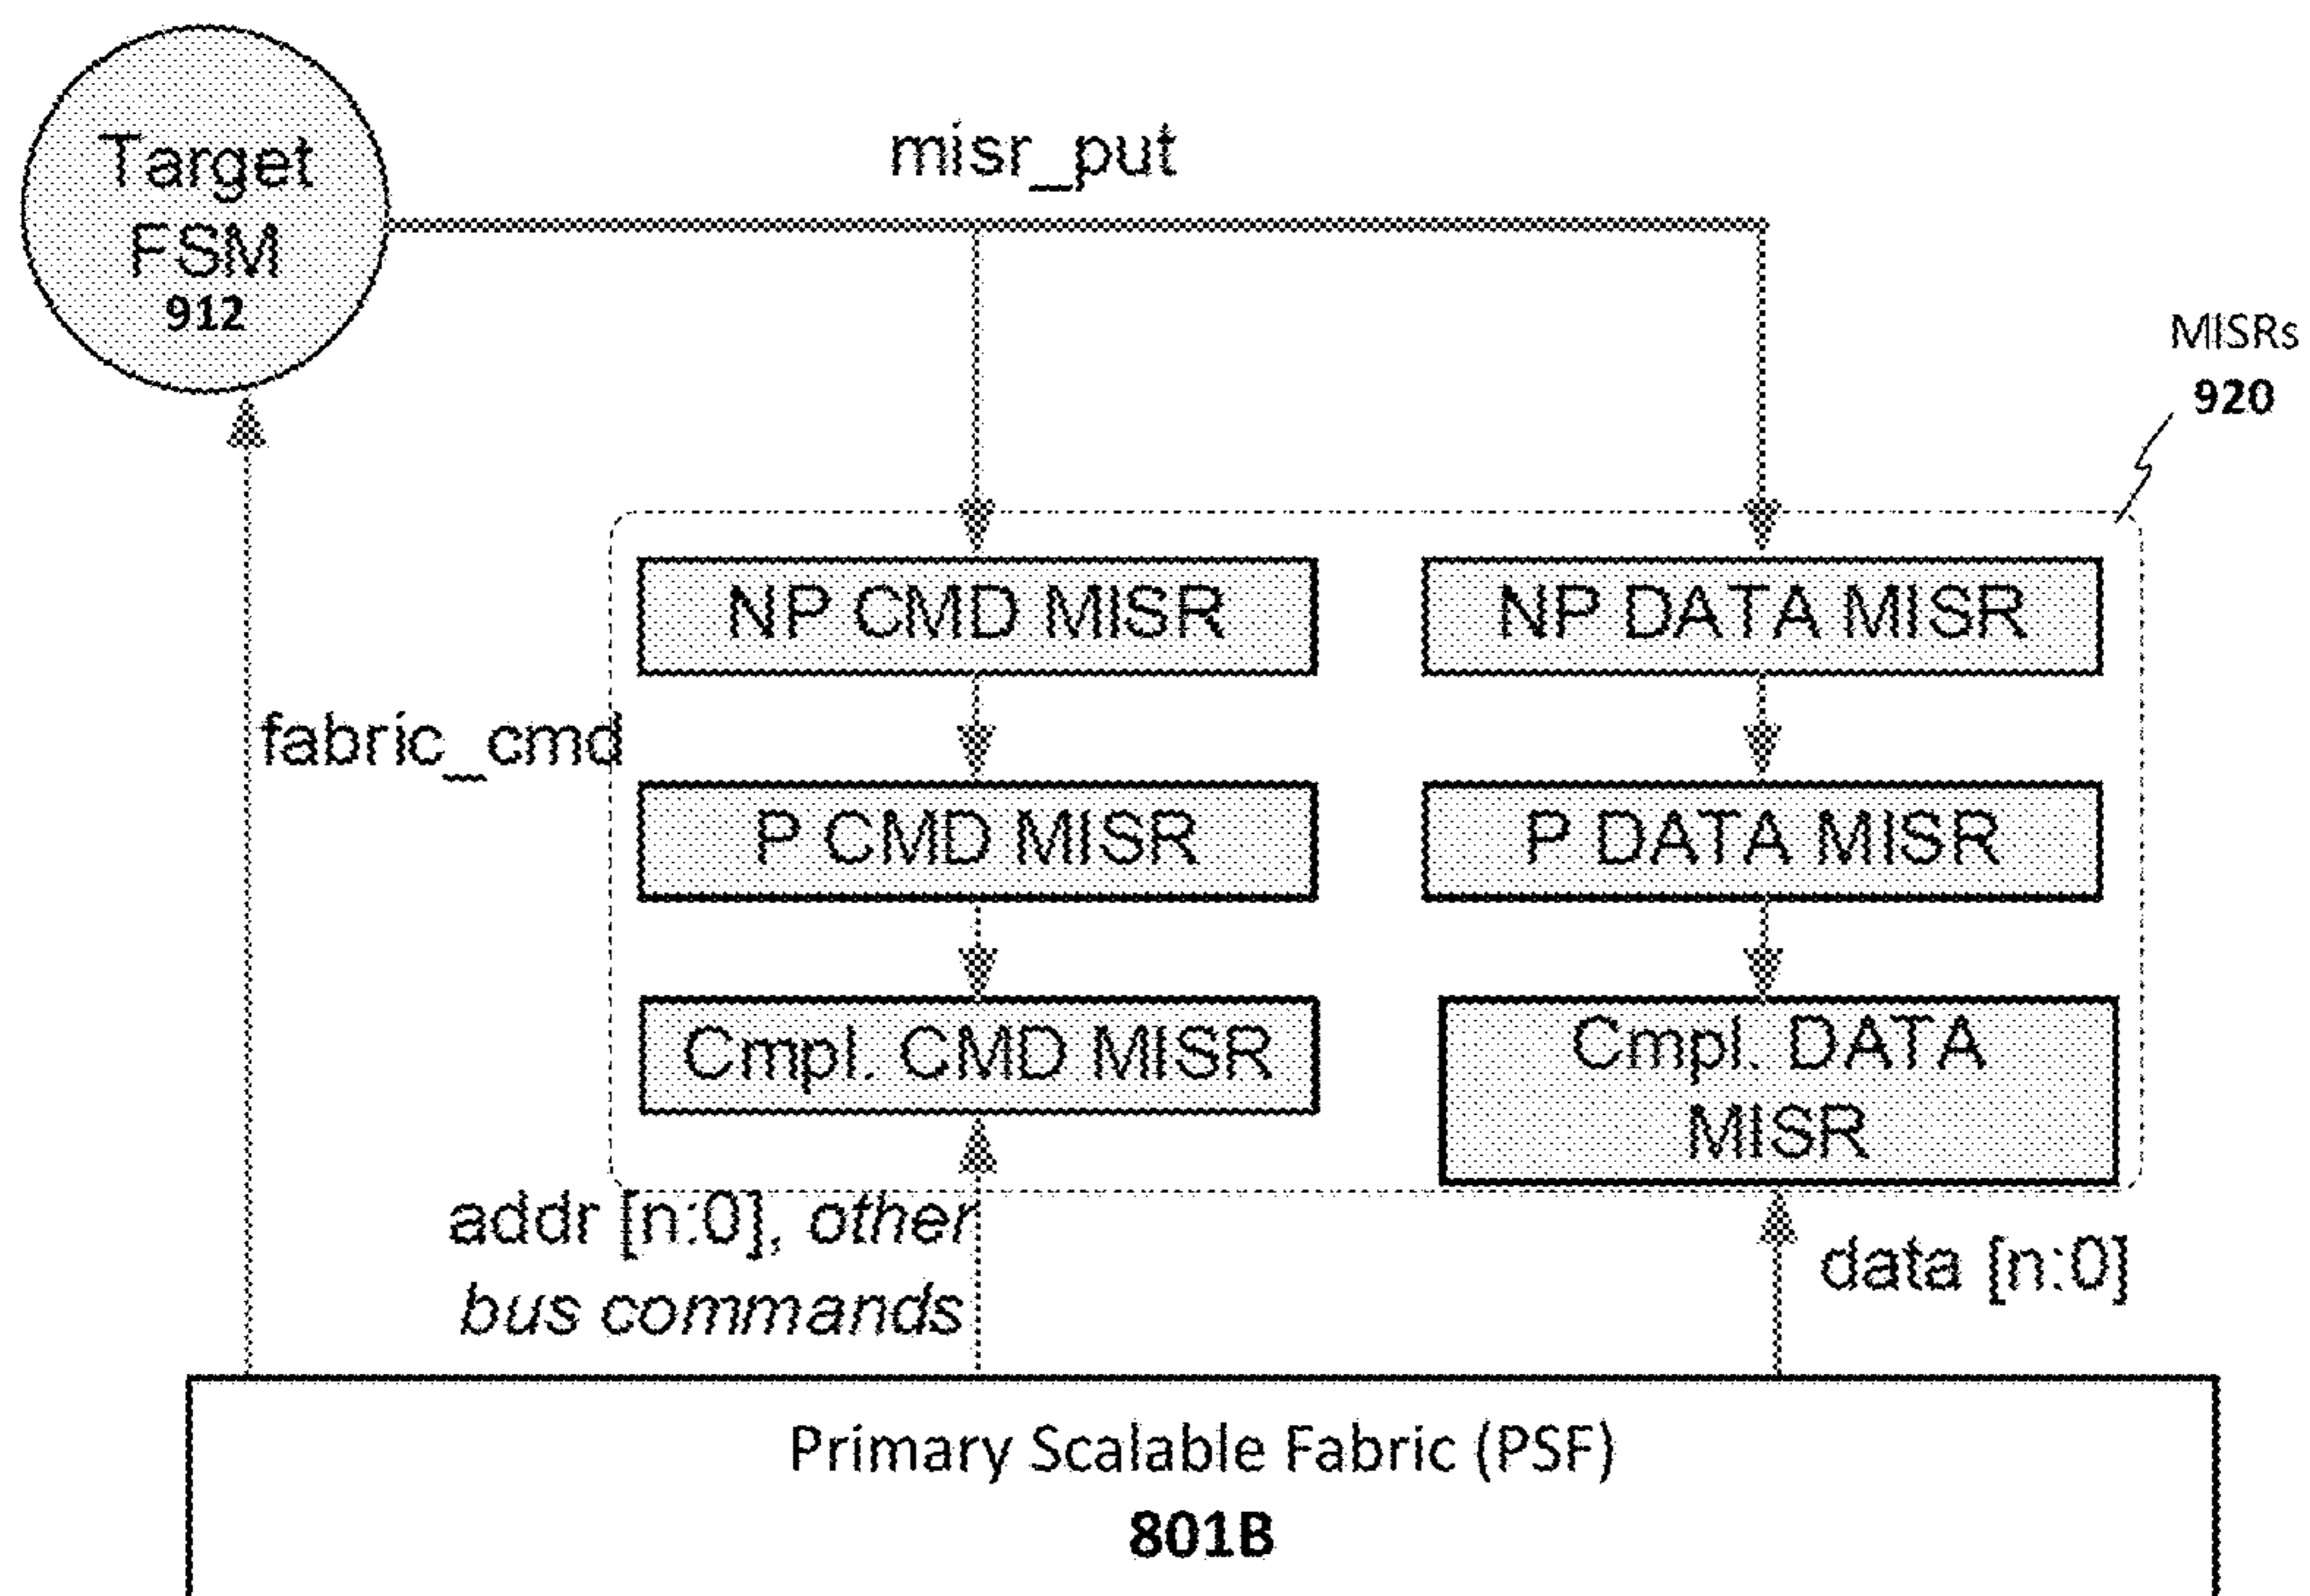 Target
FSM
912
misr_put
MISRs
920
NP CMD MISR
NP DATA MISR
fabric_cmd
P CMD MISR
P DATA MISR
Cmpl. CMD MISR
Cmpl. DATA
MISR
addr [n:0], other
bus commands
data [n:0]
Primary Scalable Fabric (PSF)
801B